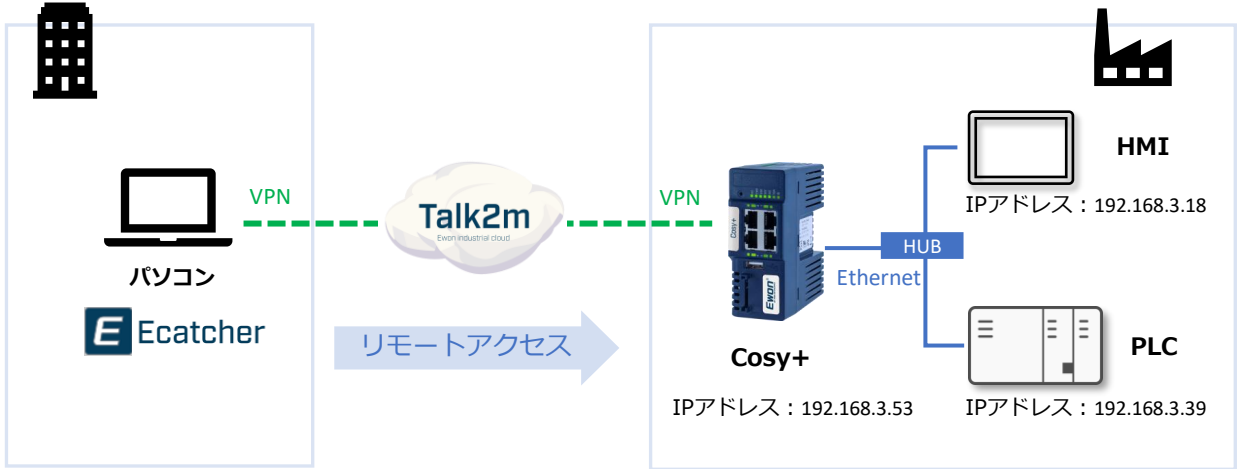 VPN
Talk2m
Ewon industrial cloud
VPN
パソコン
E Ecatcher
リモートアクセス
Cosy+
Ewon
Cosy+
IPアドレス：192.168.3.53
Ethernet
HUB
HMI
IPアドレス：192.168.3.18
PLC
IPアドレス：192.168.3.39